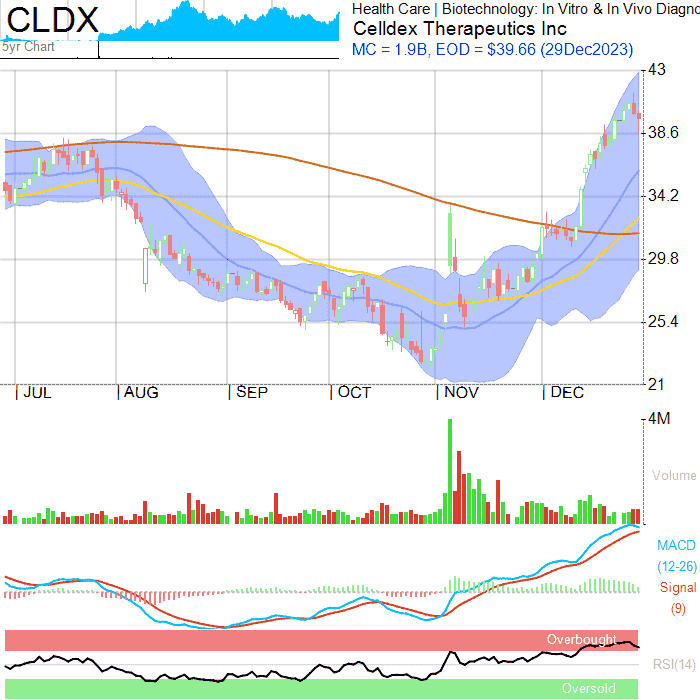 CLDX
5yr Chart
Health Care | Biotechnology: In Vitro & In Vivo Diagno
Celldex Therapeutics Inc
MC = 1.9B, EOD = $39.66 (29Dec2023)
43
38.6
34.2
29.8
25.4
21
| JUL | AUG | SEP | OCT | NOV | DEC
4M
Volume
MACD
(12-26)
Signal
(9)
Overbought
RSI(14)
Oversold